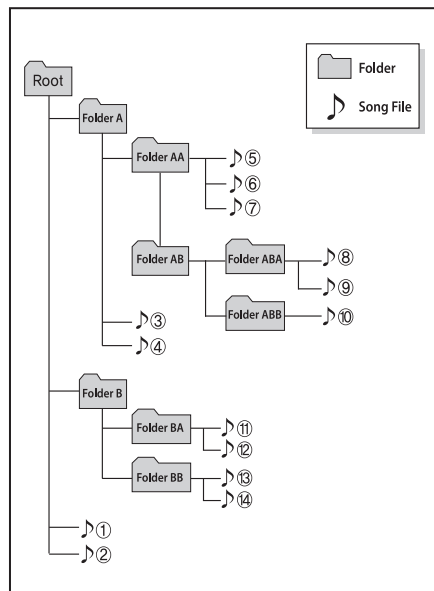 Root
Folder
Song File
Folder A
Folder AA
⑤
⑥
⑦
Folder AB
Folder ABA
⑧
⑨
Folder ABB
⑩
③
④
Folder B
Folder BA
⑪
⑫
Folder BB
⑬
⑭
①
②